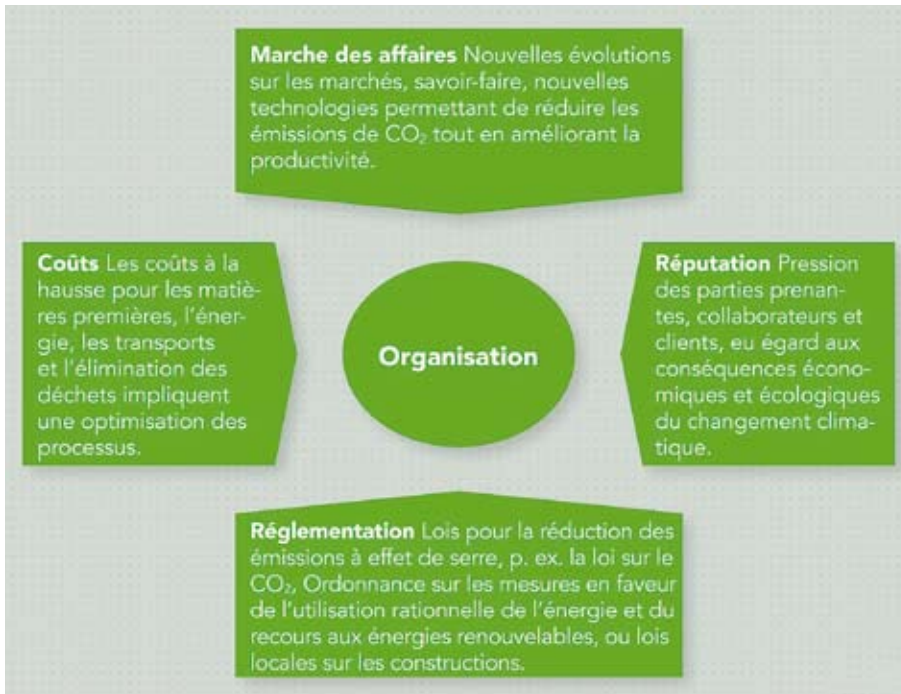 Marche des affaires Nouvelles évolutions
sur les marchés, savoir-faire, nouvelles
technologies permettant de réduire les
émissions de CO₂ tout en améliorant la
productivité.
Coûts Les coûts à la
hausse pour les matiè-
res premières, l'éner-
gie, les transports
et l'élimination des
déchets impliquent
une optimisation des
processus.
Organisation
Réputation Pression
des parties prenan-
tes, collaborateurs et
clients, eu égard aux
conséquences écono-
miques et écologiques
du changement clima-
tique.
Réglementation Lois pour la réduction des
émissions à effet de serre, p. ex. la loi sur le
CO₂, Ordonnance sur les mesures en faveur
de l'utilisation rationnelle de l'énergie et du
recours aux énergies renouvelables, ou lois
locales sur les constructions.